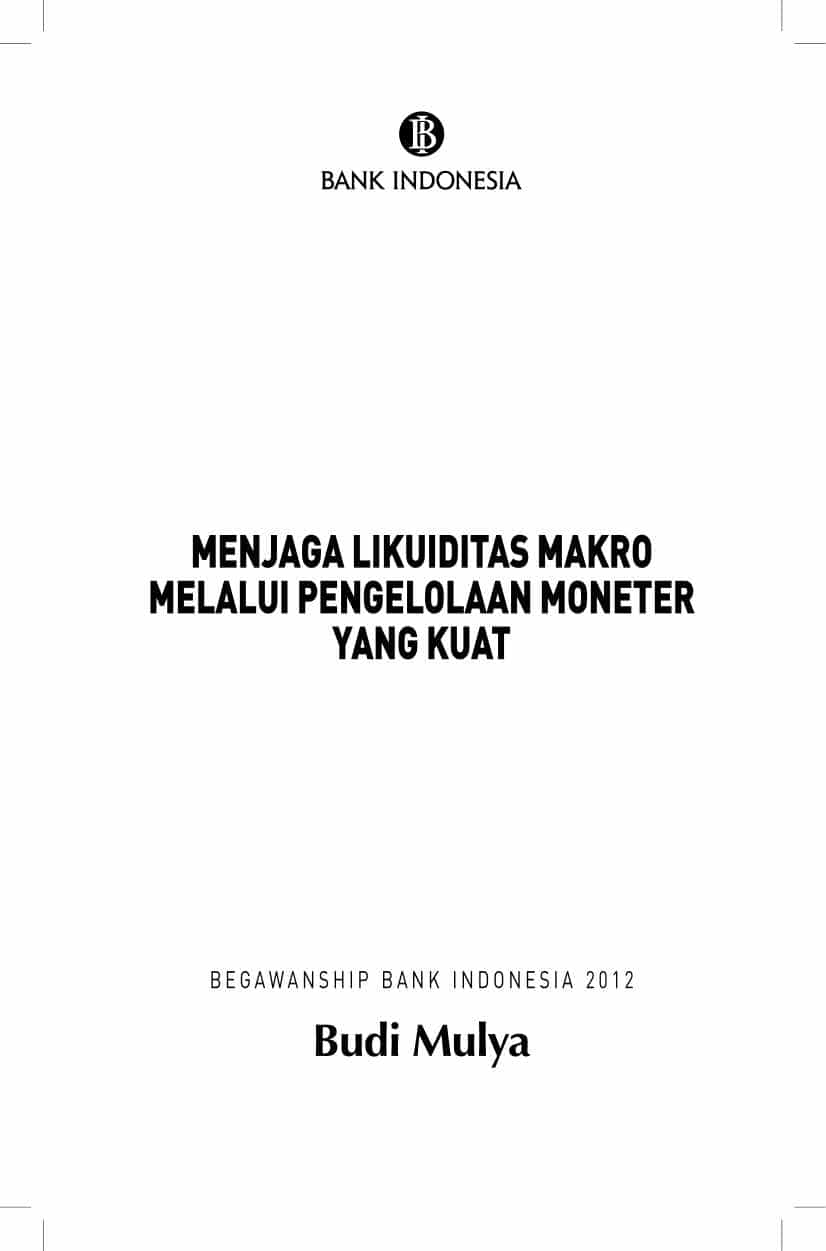 BANK INDONESIA
MENJAGA LIKUIDITAS MAKRO
MELALUI PENGELOLAAN MONETER
YANG KUAT
BEGAWANSHIP BANK INDONESIA 2012
Budi Mulya